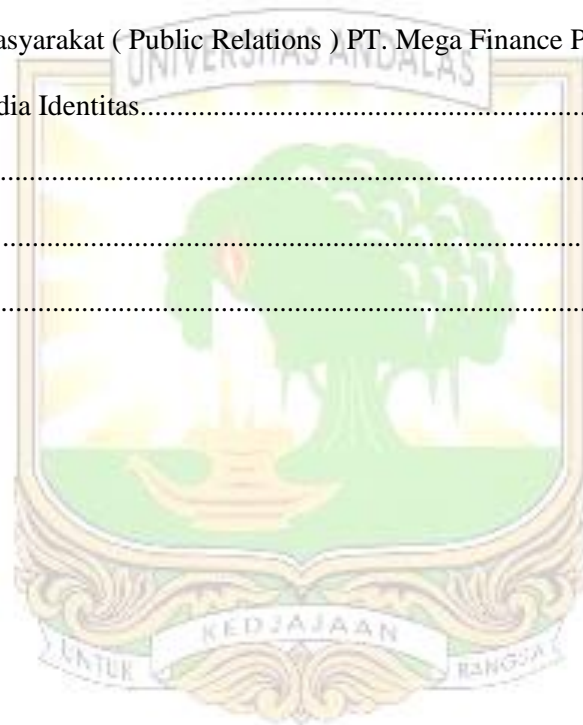 asyarakat ( Public Relations ) PT. Mega Finance P
UNIVERSITAS ANDALAS
dia Identitas..........................................................................
..........................................................................................
..........................................................................................
..........................................................................................
KEDJAJAAN
UNTUK BANGSA